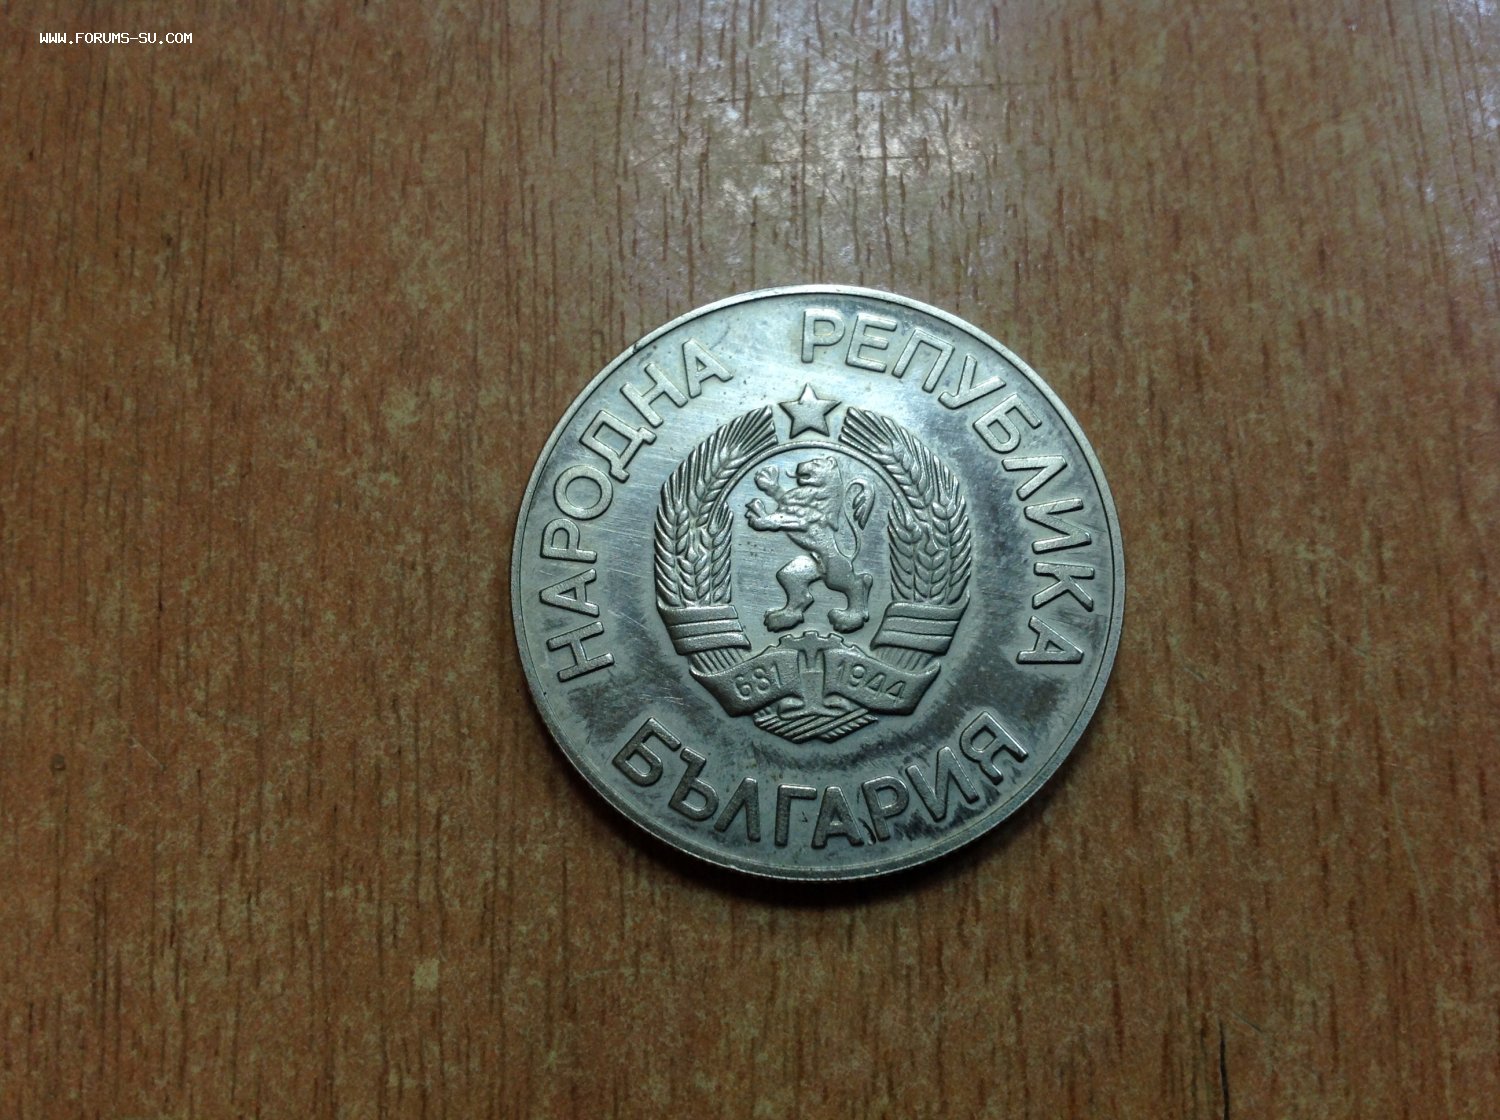 WWW.FORUMS-SU.COM
НАРОДНА РЕПУБЛИКА
681 1944
БЪЛГАРИЯ